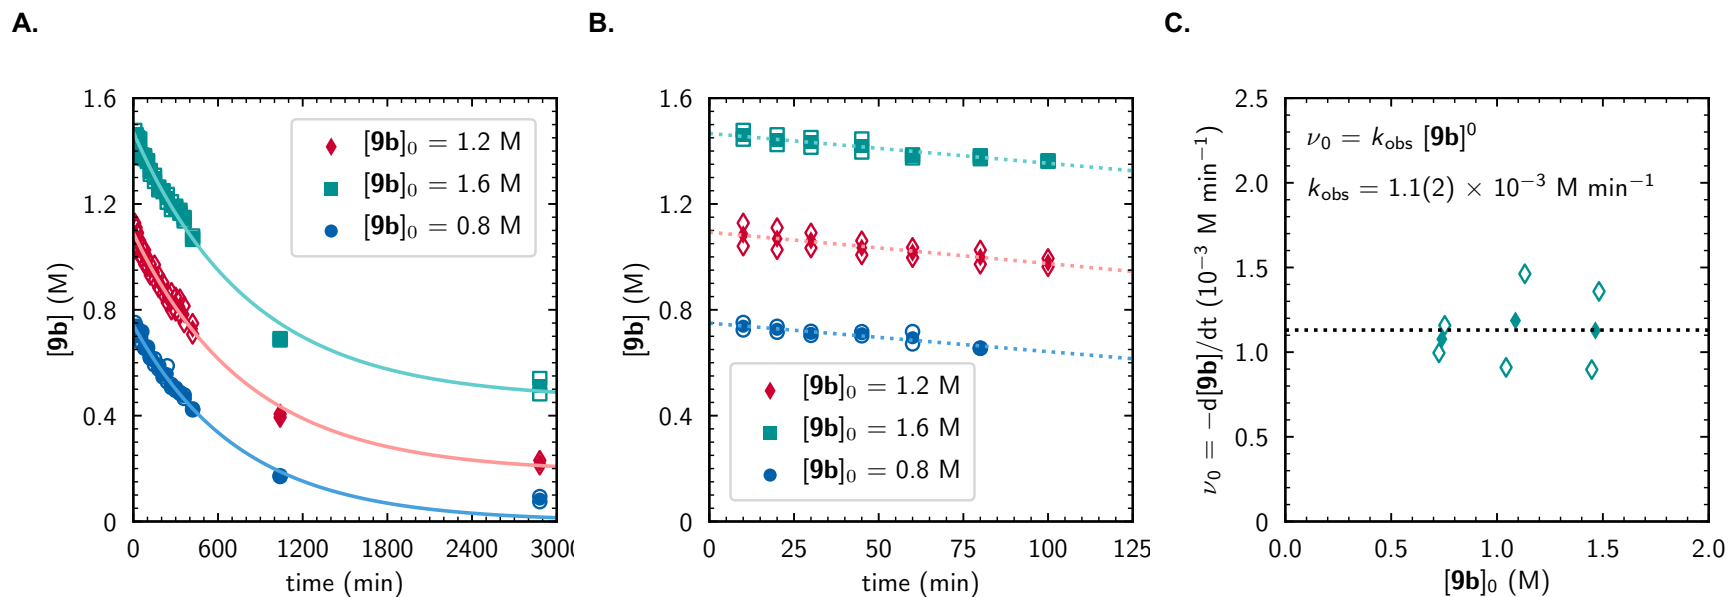 A.
1.6
1.2
0.8
0.4
0
[9b] (M)
[9b]₀ = 1.2 M
[9b]₀ = 1.6 M
[9b]₀ = 0.8 M
0 600 1200 1800 2400 3000
time (min)
B.
1.6
1.2
0.8
0.4
0
[9b] (M)
[9b]₀ = 1.2 M
[9b]₀ = 1.6 M
[9b]₀ = 0.8 M
0 25 50 75 100 125
time (min)
C.
2.5
2.0
1.5
1.0
0.5
0
ν₀ = −d[9b]/dt (10⁻³ M min⁻¹)
ν₀ = k_obs [9b]⁰
k_obs = 1.1(2) × 10⁻³ M min⁻¹
0 0.5 1.0 1.5 2.0
[9b]₀ (M)